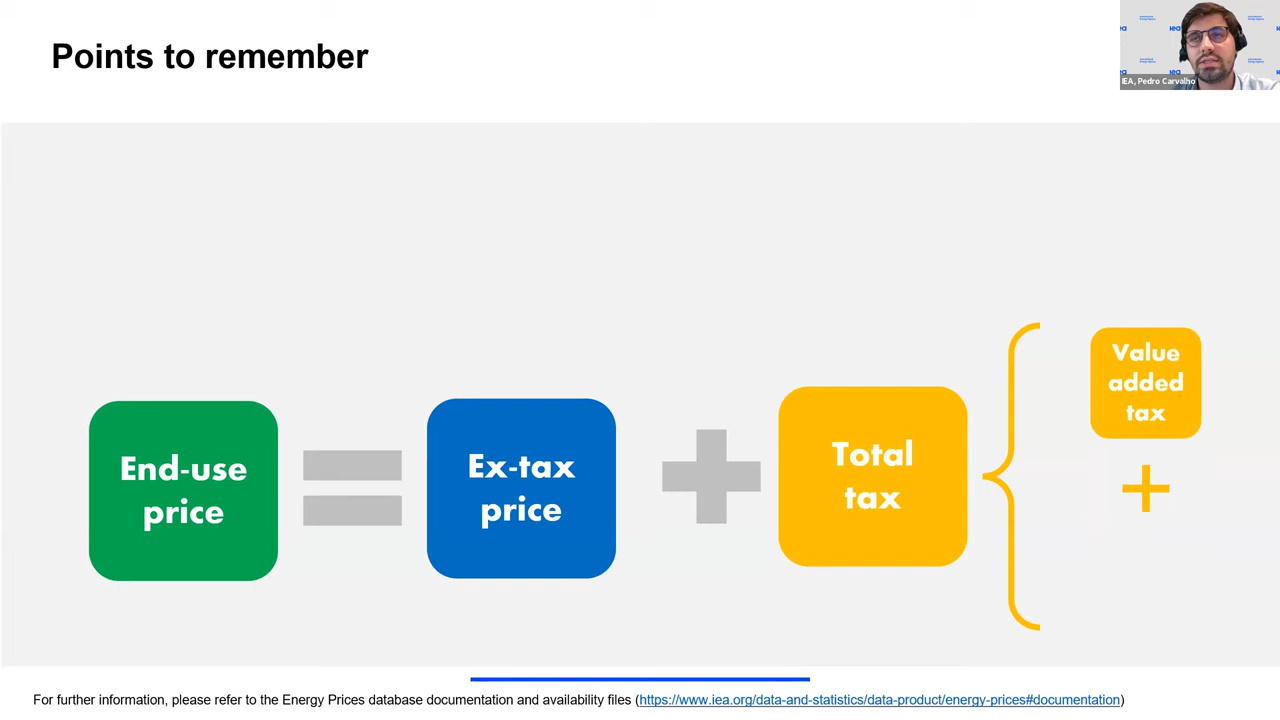 Points to remember
iea
IEA, Pedro Carvalho
Value
added
tax
End-use
price
Ex-tax
price
Total
tax
For further information, please refer to the Energy Prices database documentation and availability files (https://www.iea.org/data-and-statistics/data-product/energy-prices#documentation)